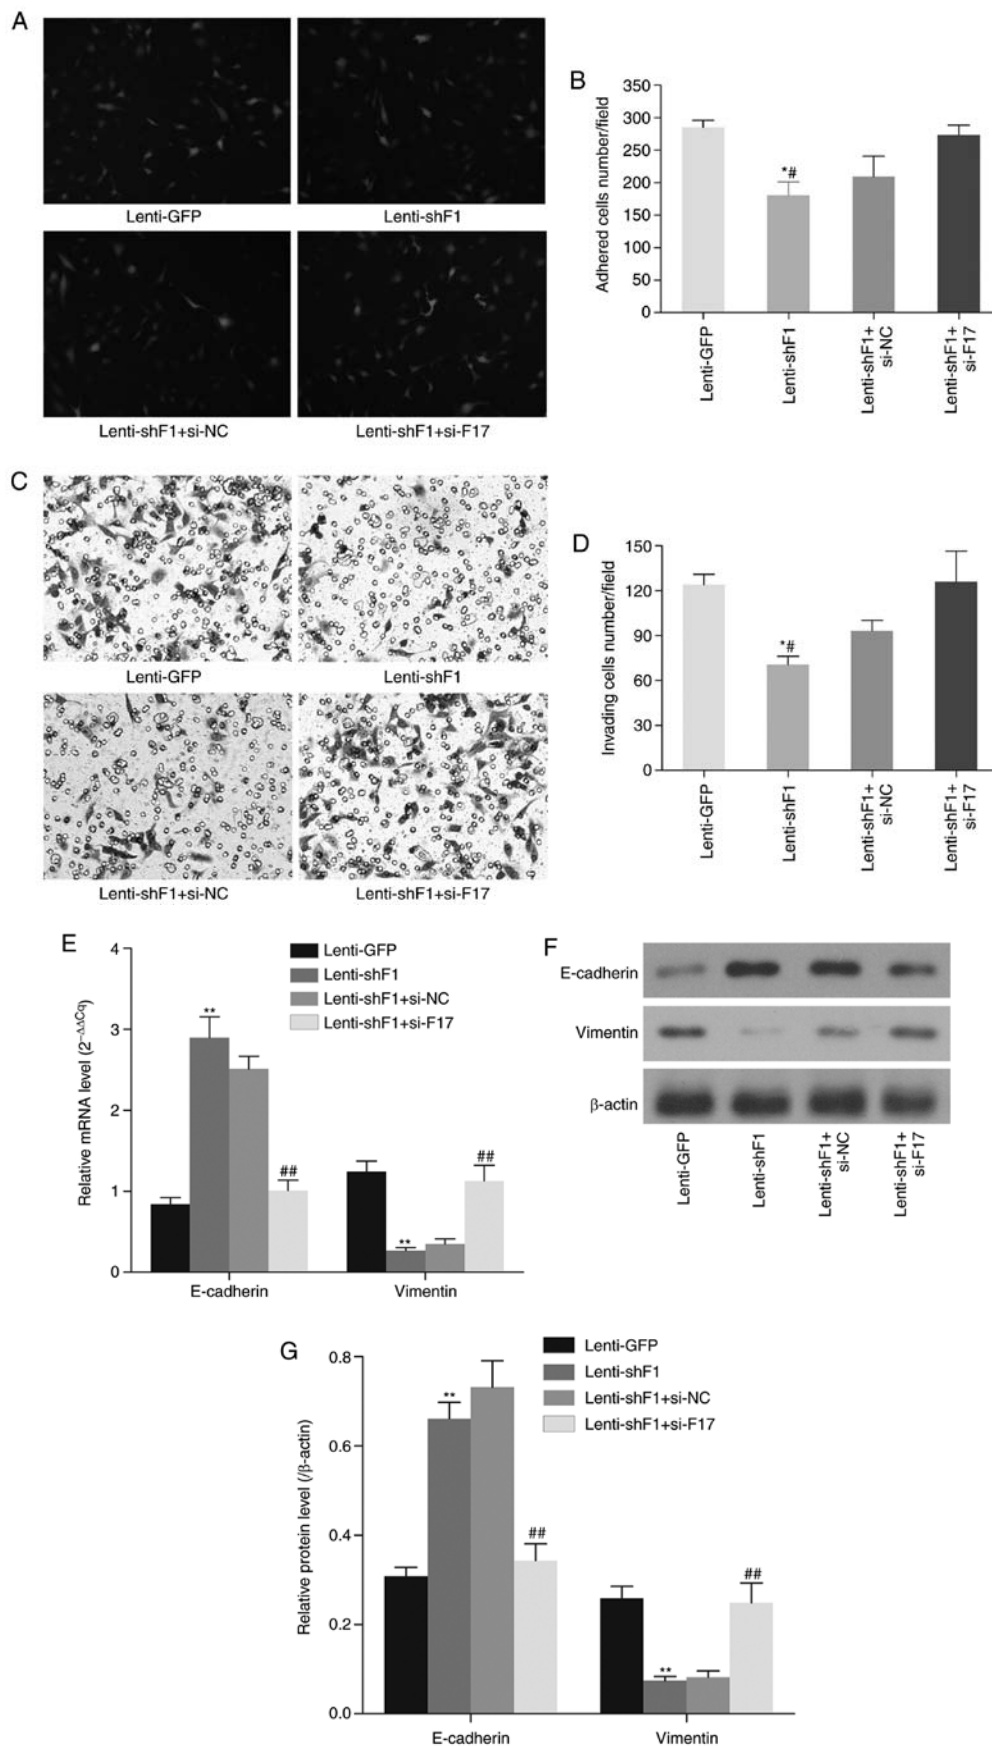 A
Lenti-GFP
Lenti-shF1
Lenti-shF1+si-NC
Lenti-shF1+si-F17
B
Adhered cells number/field
350
300
250
200
150
100
50
0
*#
Lenti-GFP
Lenti-shF1
Lenti-shF1+
si-NC
Lenti-shF1+
si-F17
C
Lenti-GFP
Lenti-shF1
Lenti-shF1+si-NC
Lenti-shF1+si-F17
D
Invading cells number/field
150
120
90
60
30
0
*#
Lenti-GFP
Lenti-shF1
Lenti-shF1+
si-NC
Lenti-shF1+
si-F17
E
Relative mRNA level (2−ΔΔCq)
4
3
2
1
0
Lenti-GFP
Lenti-shF1
Lenti-shF1+si-NC
Lenti-shF1+si-F17
**
##
**
##
E-cadherin
Vimentin
F
E-cadherin
Vimentin
β-actin
Lenti-GFP
Lenti-shF1
Lenti-shF1+
si-NC
Lenti-shF1+
si-F17
G
Relative protein level (/β-actin)
0.8
0.6
0.4
0.2
0.0
Lenti-GFP
Lenti-shF1
Lenti-shF1+si-NC
Lenti-shF1+si-F17
**
##
**
##
E-cadherin
Vimentin